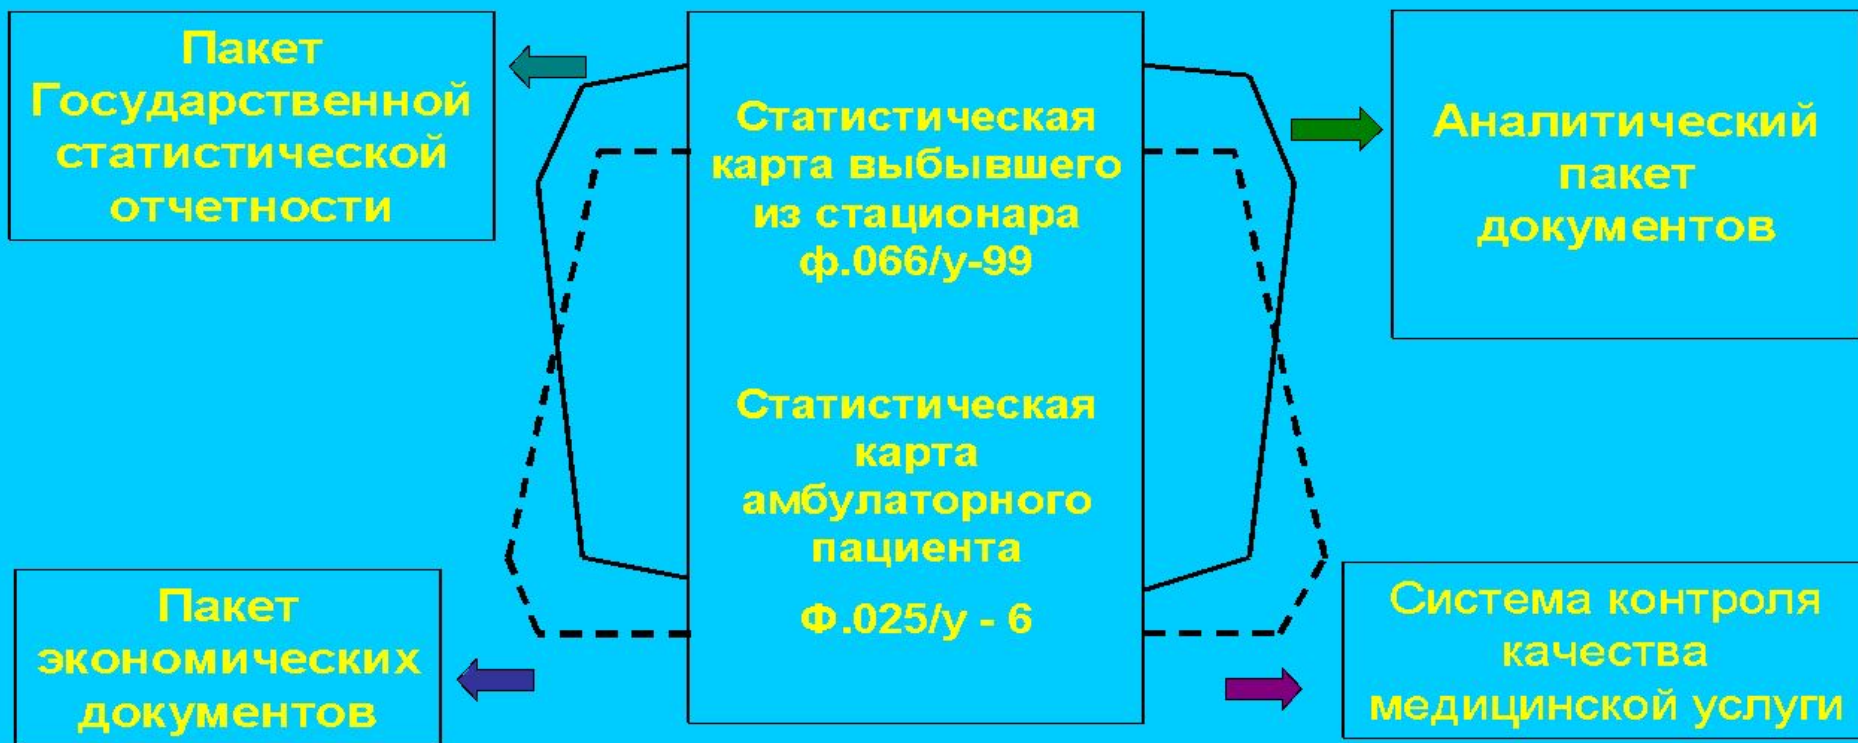 Пакет
Государственной
статистической
отчетности
Статистическая
карта выбывшего
из стационара
ф.066/у-99
Статистическая
карта
амбулаторного
пациента
Ф.025/у - 6
Аналитический
пакет
документов
Пакет
экономических
документов
Система контроля
качества
медицинской услуги